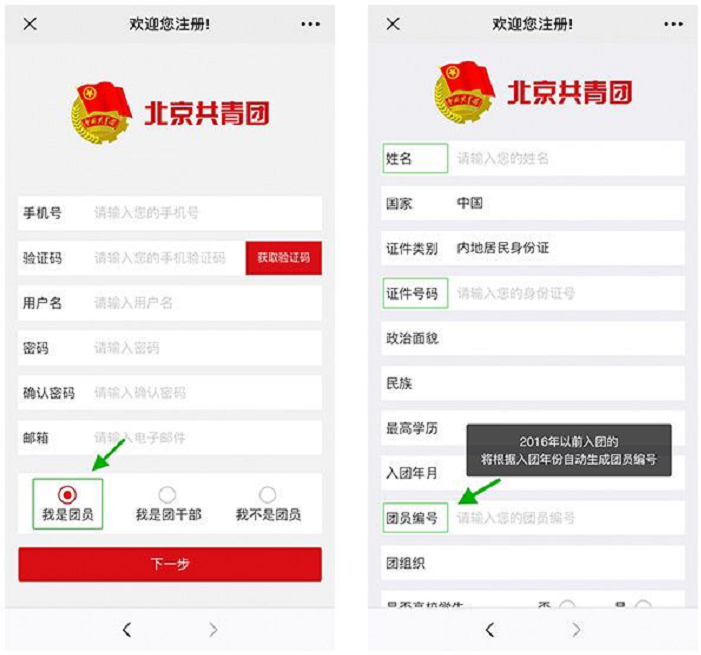 欢迎您注册!
北京共青团
手机号 请输入您的手机号
验证码 请输入您的手机验证码 获取验证码
用户名 请输入用户名
密码 请输入密码
确认密码 请输入确认密码
邮箱 请输入电子邮件
我是团员 我是团干部 我不是团员
下一步
欢迎您注册!
北京共青团
姓名 请输入您的姓名
国家 中国
证件类别 内地居民身份证
证件号码 请输入您的身份证号
政治面貌
民族
最高学历
2016年以前入团的
将根据入团年份自动生成团员编号
入团年月
团员编号 请输入您的团员编号
团组织
是否高校学生 否 是